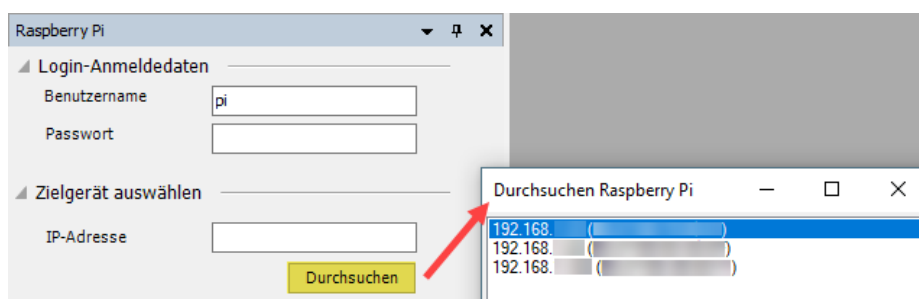 Raspberry Pi
Login-Anmeldedaten
Benutzername pi
Passwort
Zielgerät auswählen
IP-Adresse
Durchsuchen
Durchsuchen Raspberry Pi
192.168. ( )
192.168. ( )
192.168. ( )